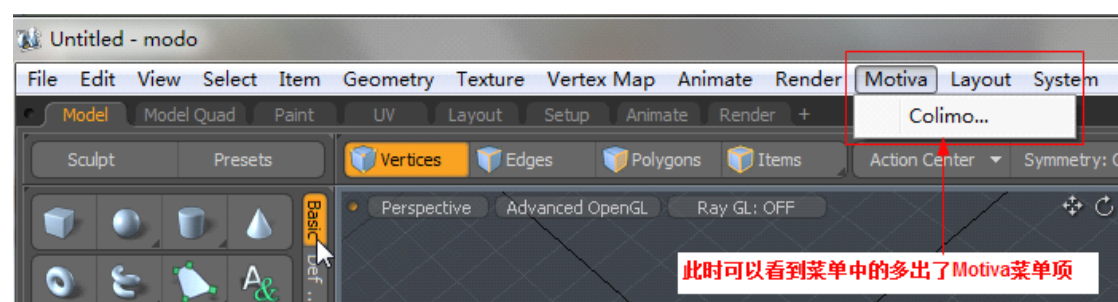 Untitled - modo
File Edit View Select Item Geometry Texture Vertex Map Animate Render Motiva Layout System
Model Model Quad Paint UV Layout Setup Animate Render +
Colimo...
Sculpt Presets Vertices Edges Polygons Items Action Center Symmetry:
Perspective Advanced OpenGL Ray GL: OFF
Basic
Def ...
此时可以看到菜单中的多出了Motiva菜单项